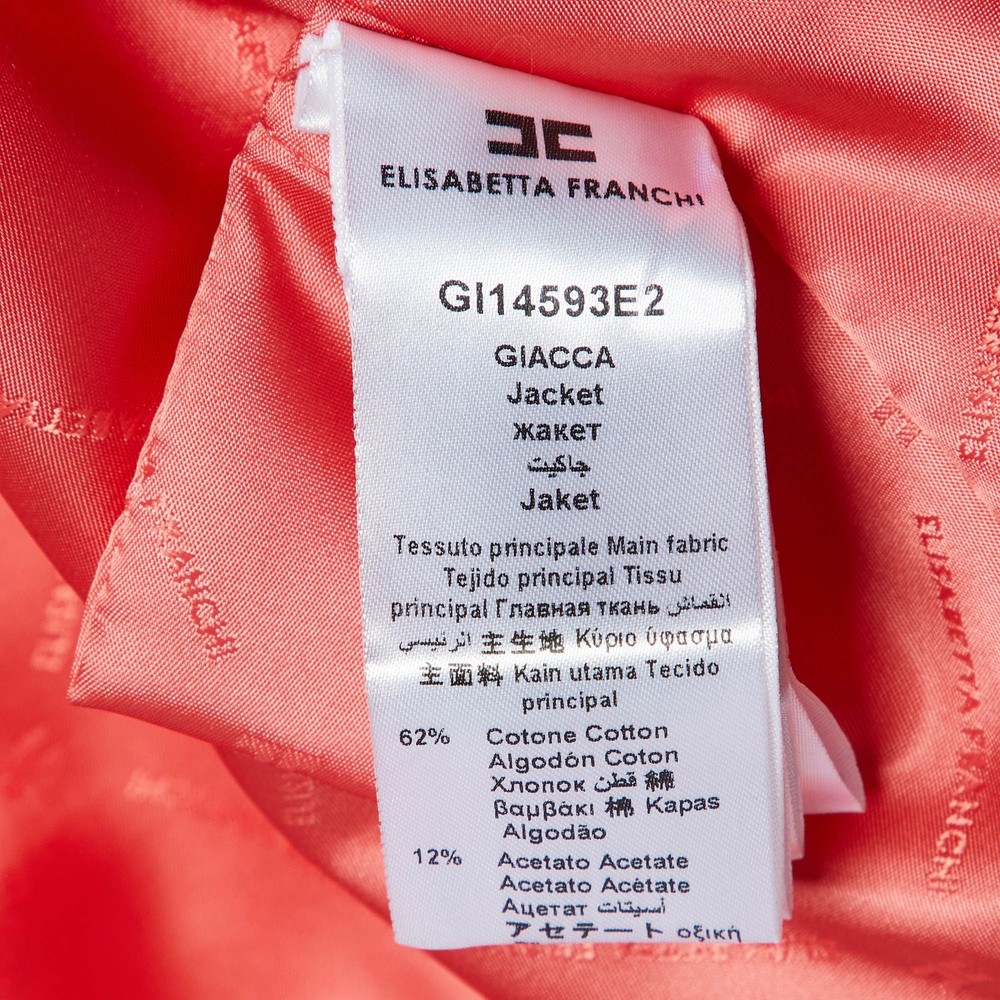 ELISABETTA FRANCHI
GI14593E2
GIACCA
Jacket
жакет
جاكيت
Jaket
Tessuto principale Main fabric
Tejido principal Tissu
principal Главная ткань القماش
الرئيسي 主生地 Κύριο ύφασμα
主面料 Kain utama Tecido
principal
62% Cotone Cotton
Algodón Coton
Хлопок قطن 綿
βαμβάκι 棉 Kapas
Algodão
12% Acetato Acetate
Acetato Acétate
Ацетат أسيتات
アセテート οξική
FRANCHI
ELISABETTA FRANCHI